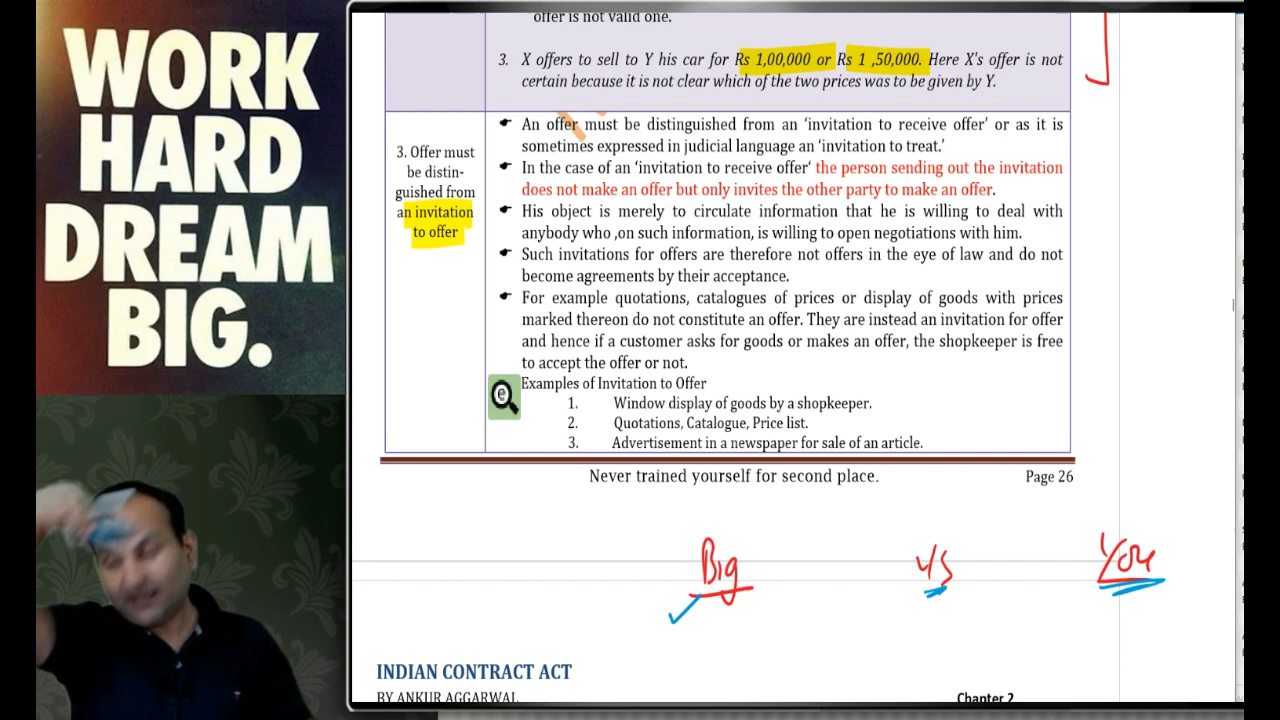 WORK
HARD
DREAM
BIG.
offer is not valid one.
3. X offers to sell to Y his car for Rs 1,00,000 or Rs 1 ,50,000. Here X's offer is not
certain because it is not clear which of the two prices was to be given by Y.
3. Offer must
be distin-
guished from
an invitation
to offer
An offer must be distinguished from an ‘invitation to receive offer’ or as it is
sometimes expressed in judicial language an ‘invitation to treat.’
In the case of an ‘invitation to receive offer‘ the person sending out the invitation
does not make an offer but only invites the other party to make an offer.
His object is merely to circulate information that he is willing to deal with
anybody who ,on such information, is willing to open negotiations with him.
Such invitations for offers are therefore not offers in the eye of law and do not
become agreements by their acceptance.
For example quotations, catalogues of prices or display of goods with prices
marked thereon do not constitute an offer. They are instead an invitation for offer
and hence if a customer asks for goods or makes an offer, the shopkeeper is free
to accept the offer or not.
Examples of Invitation to Offer
1. Window display of goods by a shopkeeper.
2. Quotations, Catalogue, Price list.
3. Advertisement in a newspaper for sale of an article.
Never trained yourself for second place. Page 26
Big v/s You
INDIAN CONTRACT ACT
BY ANKUR AGGARWAL Chapter 2